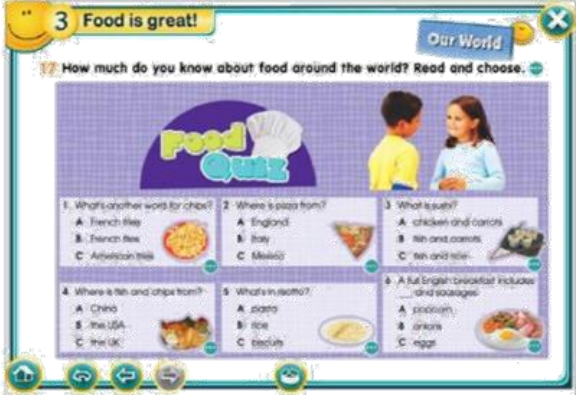 3 Food is great!
Our World
17 How much do you know about food around the world? Read and choose.
Food
Quiz
1 What's another word for chips?
A French
B French fries
C American fries
2 Where is pizza from?
A England
B Italy
C Mexico
3 What is sushi?
A chicken and carrots
B fish and carrots
C fish and rice
4 Where is fish and chips from?
A China
B the USA
C the UK
5 What's in risotto?
A pasta
B rice
C biscuits
6 A full English breakfast includes
___ and sausages.
A popcorn
B onions
C eggs